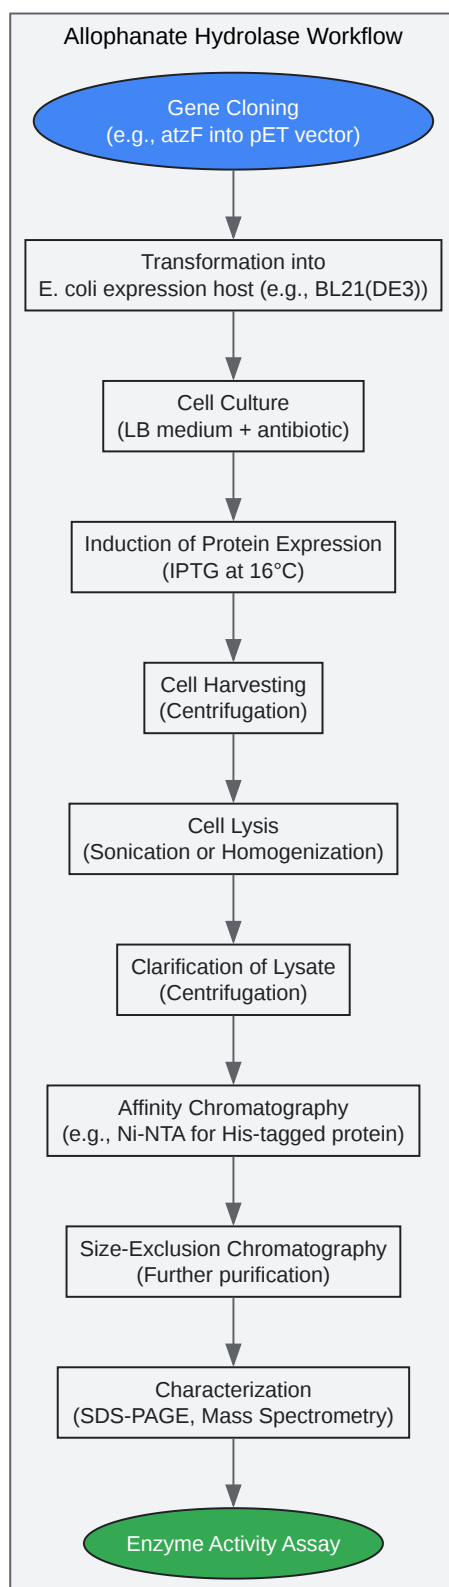 Allophanate Hydrolase Workflow
Gene Cloning
(e.g., atzF into pET vector)
Transformation into
E. coli expression host (e.g., BL21(DE3))
Cell Culture
(LB medium + antibiotic)
Induction of Protein Expression
(IPTG at 16°C)
Cell Harvesting
(Centrifugation)
Cell Lysis
(Sonication or Homogenization)
Clarification of Lysate
(Centrifugation)
Affinity Chromatography
(e.g., Ni-NTA for His-tagged protein)
Size-Exclusion Chromatography
(Further purification)
Characterization
(SDS-PAGE, Mass Spectrometry)
Enzyme Activity Assay